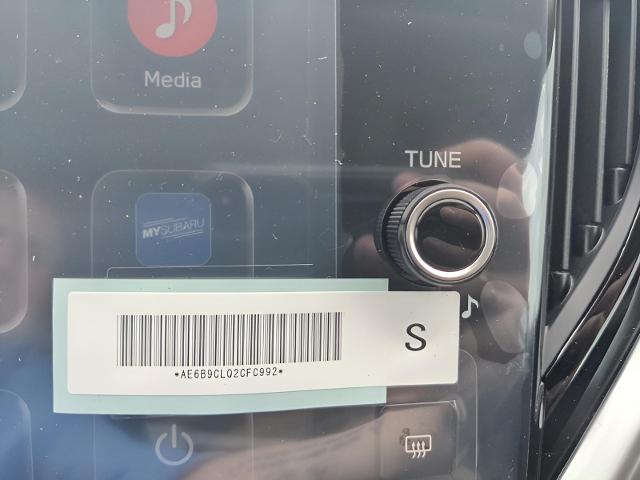 Media
TUNE
MYSUBARU
S
*AE6B9CLQ2CFC992*